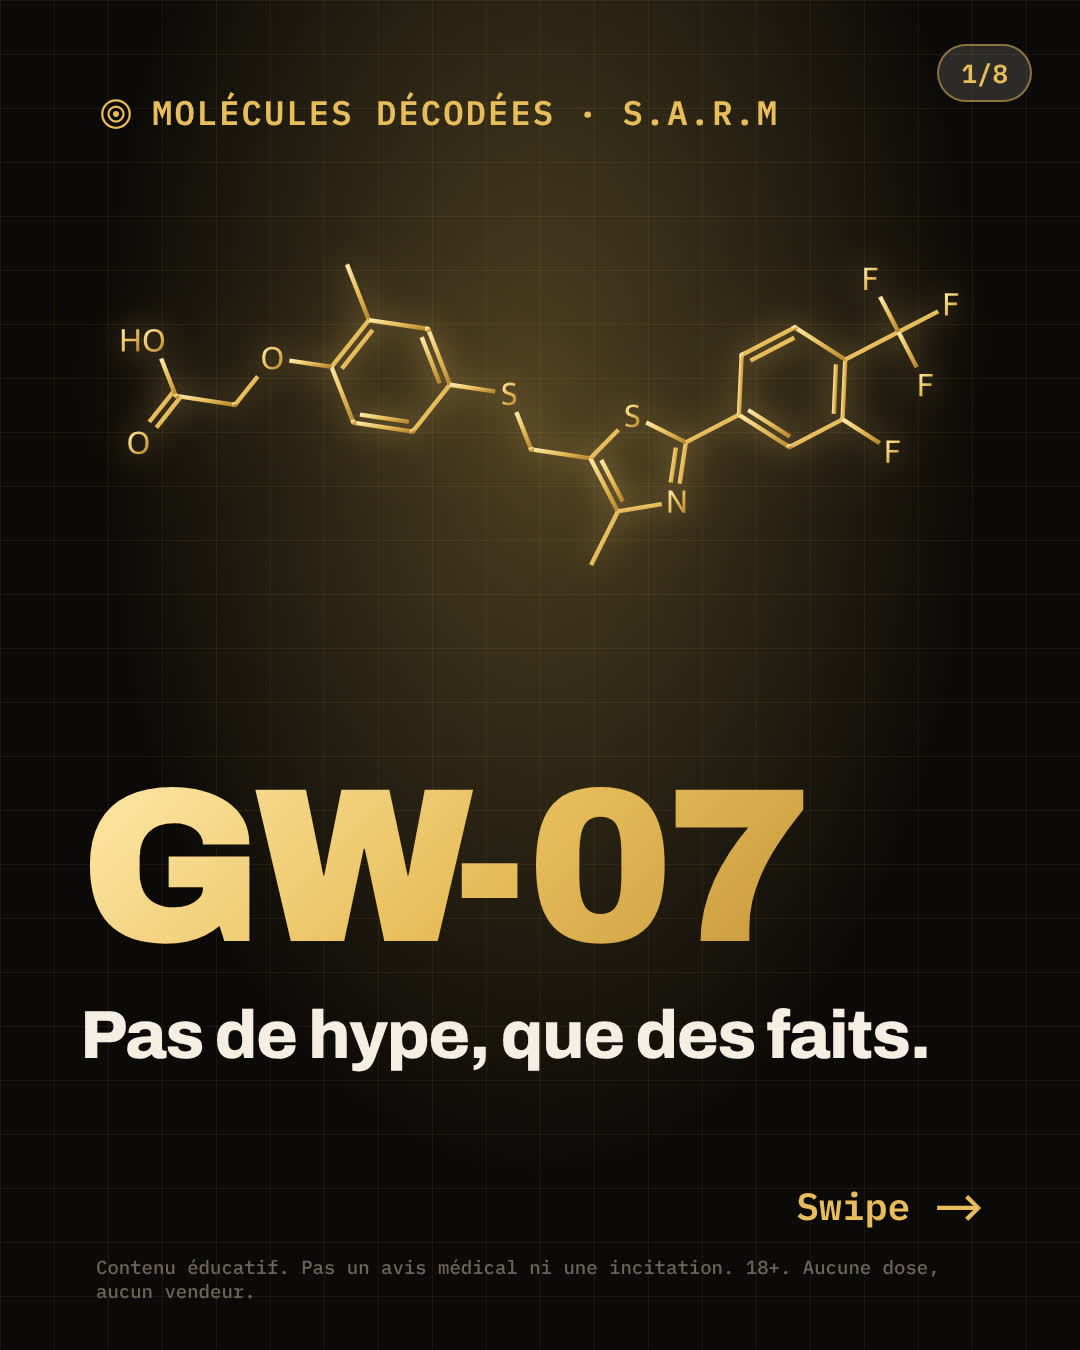 1/8
MOLÉCULES DÉCODÉES · S.A.R.M
F
F
HO
O
F
S
O
S
F
N
GW-07
Pas de hype, que des faits.
Swipe →
Contenu éducatif. Pas un avis médical ni une incitation. 18+. Aucune dose,
aucun vendeur.